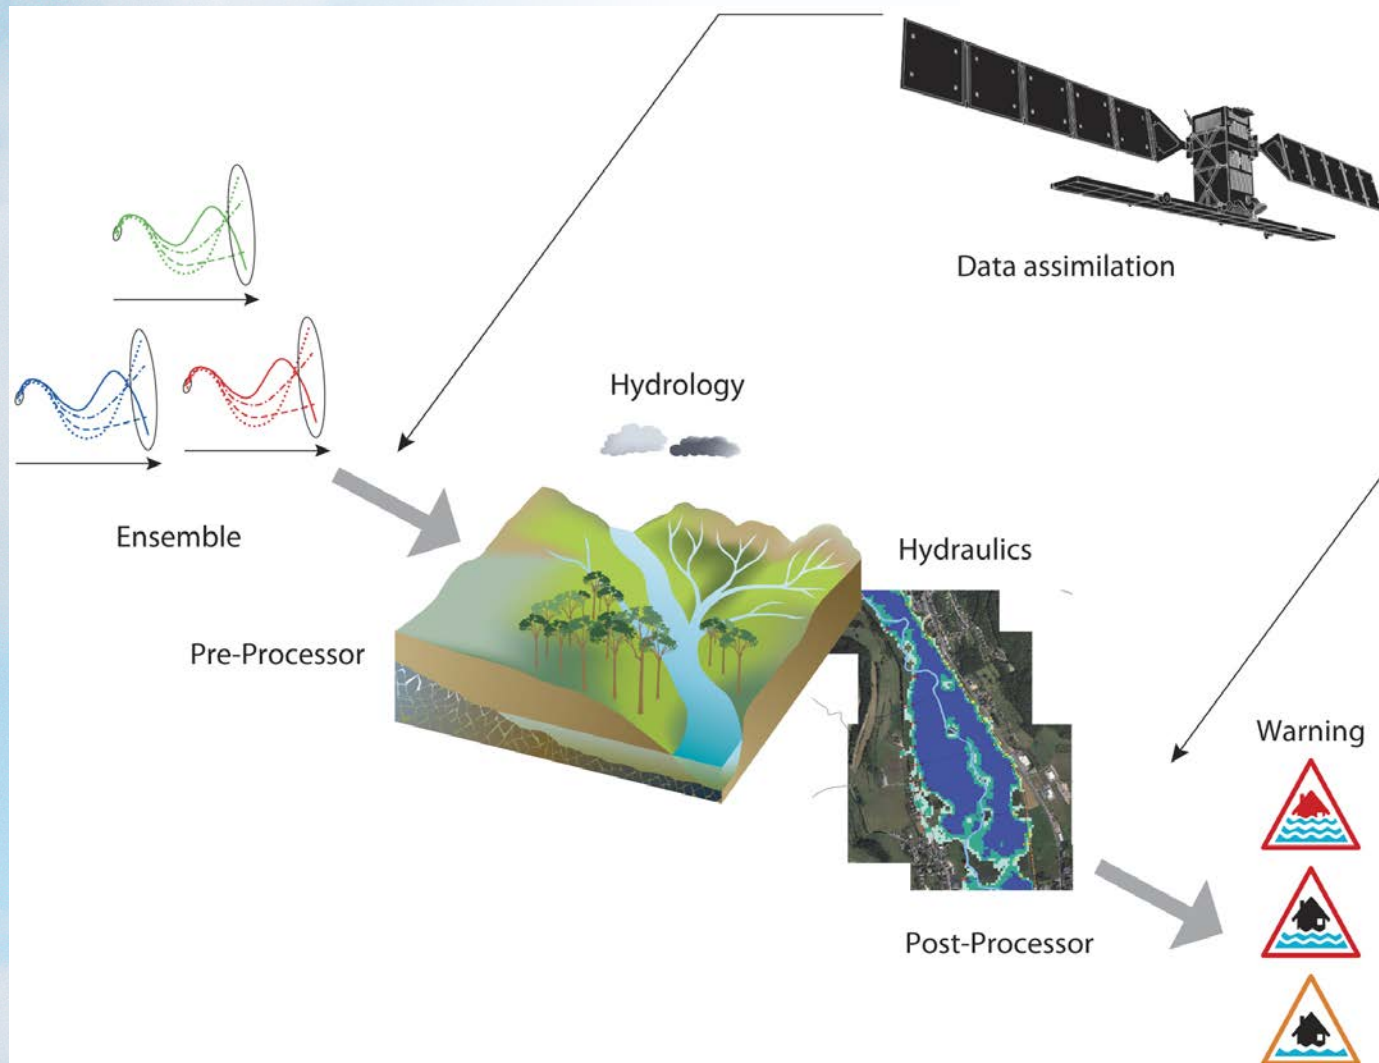 Data assimilation
Hydrology
Ensemble
Hydraulics
Pre-Processor
Warning
Post-Processor